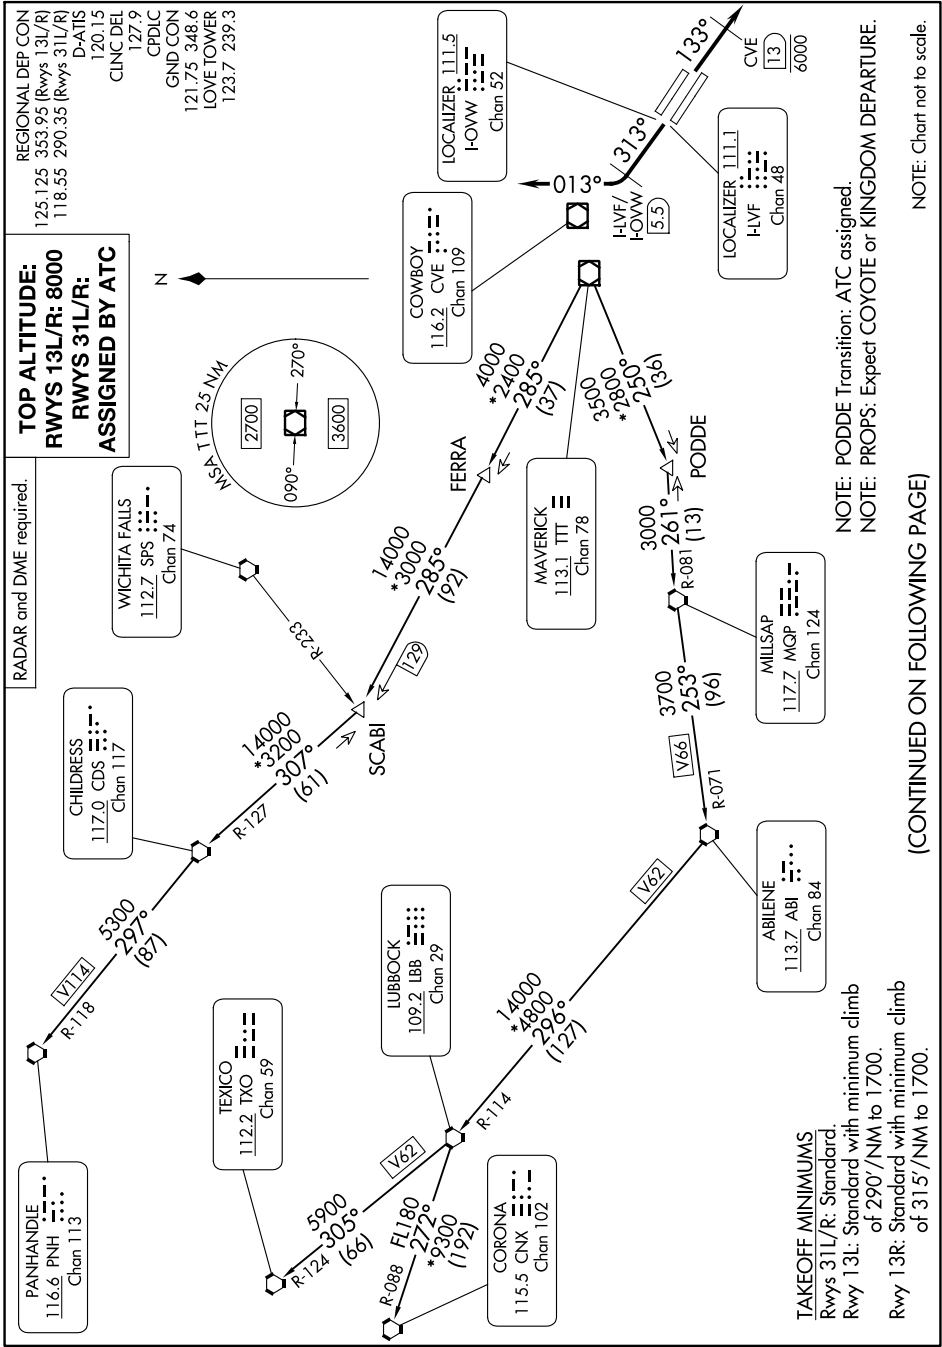 RADAR and DME required.
TOP ALTITUDE:
RWYS 13L/R: 8000
RWYS 31L/R:
ASSIGNED BY ATC
REGIONAL DEP CON
125.125 353.95 (Rwys 13L/R)
118.55 290.35 (Rwys 31L/R)
D-ATIS
120.15
CLNC DEL
127.9
CPDLC
GND CON
121.75 348.6
LOVE TOWER
123.7 239.3
PANHANDLE
116.6 PNH
Chan 113
CHILDRESS
117.0 CDS
Chan 117
WICHITA FALLS
112.7 SPS
Chan 74
MSA TTT 25 NM
2700
090°
270°
3600
N
R-118
V114
5300
297°
(87)
R-127
14000
*3200
307°
(61)
R-233
SCABI
129
14000
*3000
285°
(92)
FERRA
4000
*2400
285°
(37)
COWBOY
116.2 CVE
Chan 109
LOCALIZER 111.5
I-OVW
Chan 52
013°
313°
133°
CVE
13
6000
I-LVF/
I-OVW
5.5
LOCALIZER 111.1
I-LVF
Chan 48
TEXICO
112.2 TXO
Chan 59
LUBBOCK
109.2 LBB
Chan 29
MAVERICK
113.1 TTT
Chan 78
3500
*2800
250°
(36)
PODDE
3000
261°
(13)
R-081
3700
253°
(96)
V66
R-071
MILLSAP
117.7 MQP
Chan 124
ABILENE
113.7 ABI
Chan 84
V62
14000
*4800
296°
(127)
R-114
V62
5900
305°
(66)
R-124
FL180
272°
*9300
(192)
R-088
CORONA
115.5 CNX
Chan 102
TAKEOFF MINIMUMS
Rwys 31L/R: Standard.
Rwy 13L: Standard with minimum climb
of 290'/NM to 1700.
Rwy 13R: Standard with minimum climb
of 315'/NM to 1700.
NOTE: PODDE Transition: ATC assigned.
NOTE: PROPS: Expect COYOTE or KINGDOM DEPARTURE.
(CONTINUED ON FOLLOWING PAGE)
NOTE: Chart not to scale.